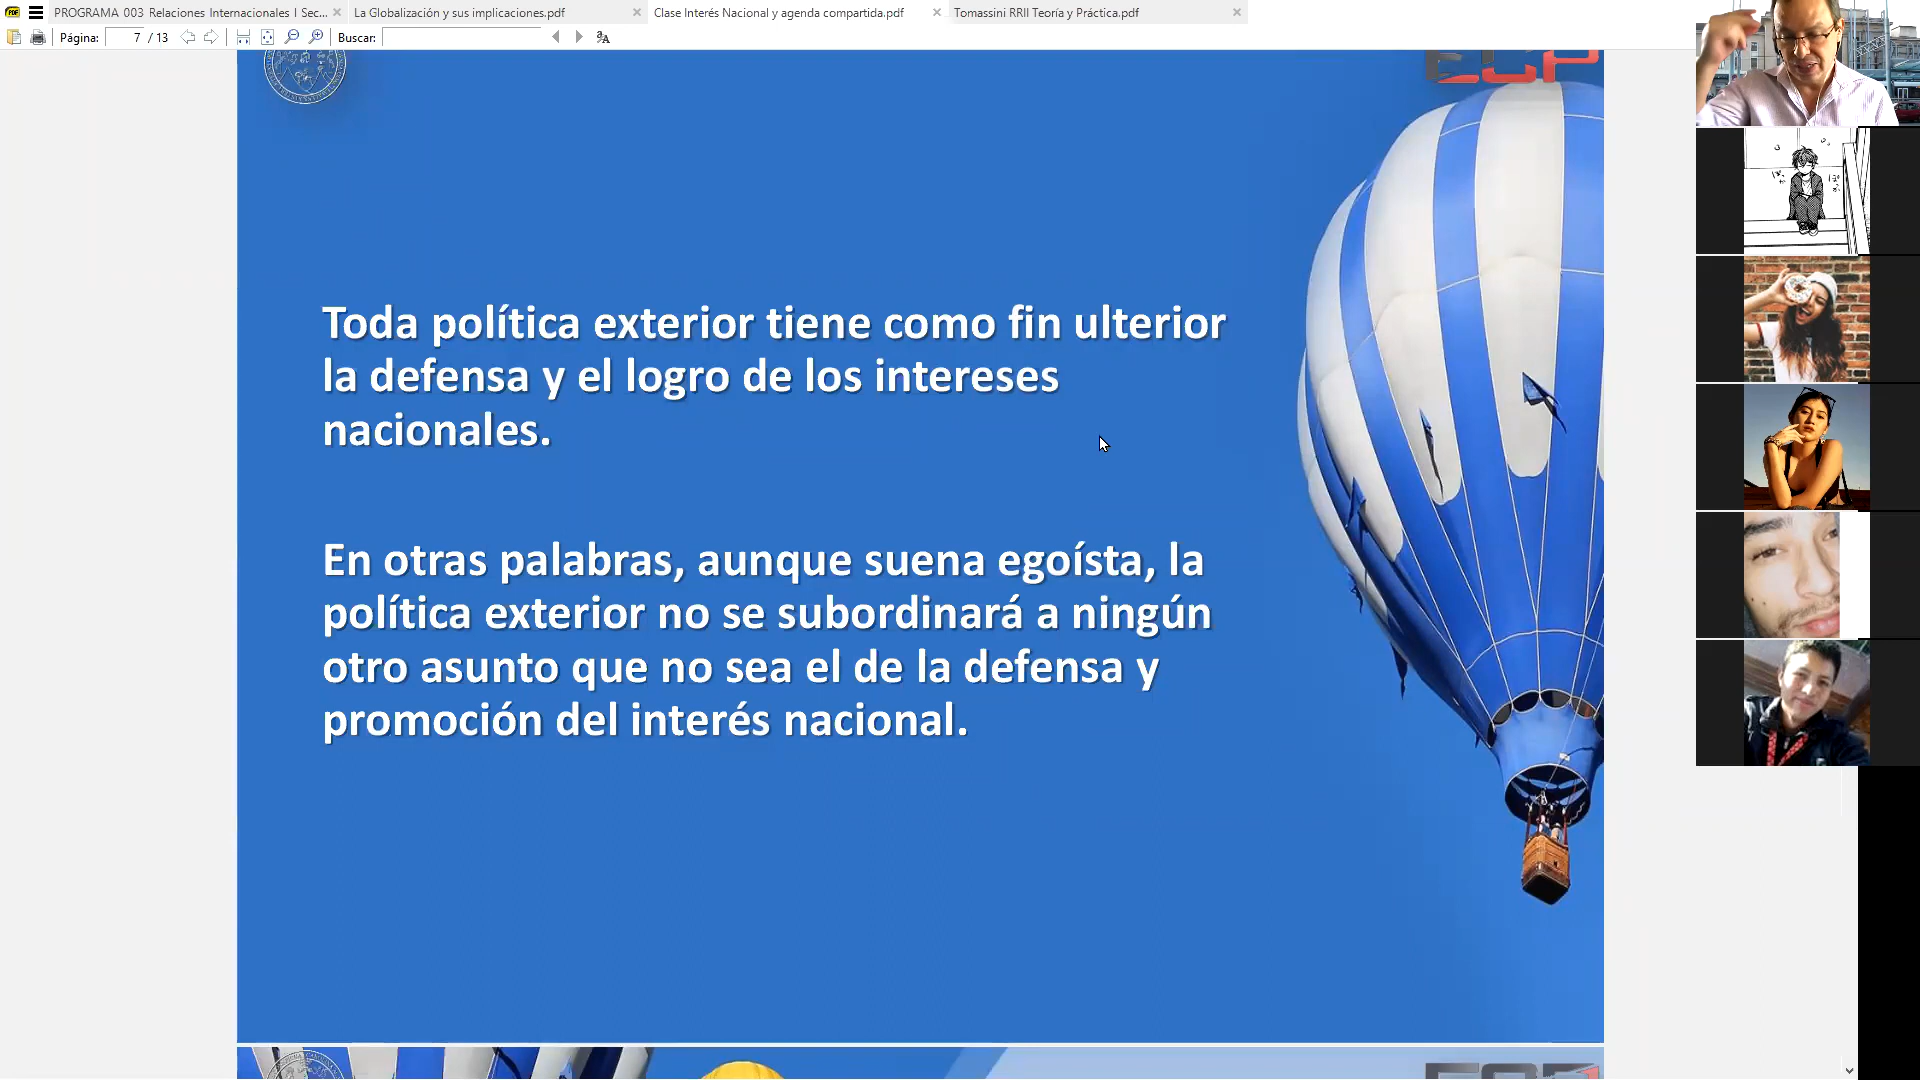 PROGRAMA 003 Relaciones Internacionales I Sec...
La Globalización y sus implicaciones.pdf
Clase Interés Nacional y agenda compartida.pdf
Tomassini RRII Teoría y Práctica.pdf
Página: 7 / 13
Buscar:
ECP
Toda política exterior tiene como fin ulterior
la defensa y el logro de los intereses
nacionales.
En otras palabras, aunque suena egoísta, la
política exterior no se subordinará a ningún
otro asunto que no sea el de la defensa y
promoción del interés nacional.